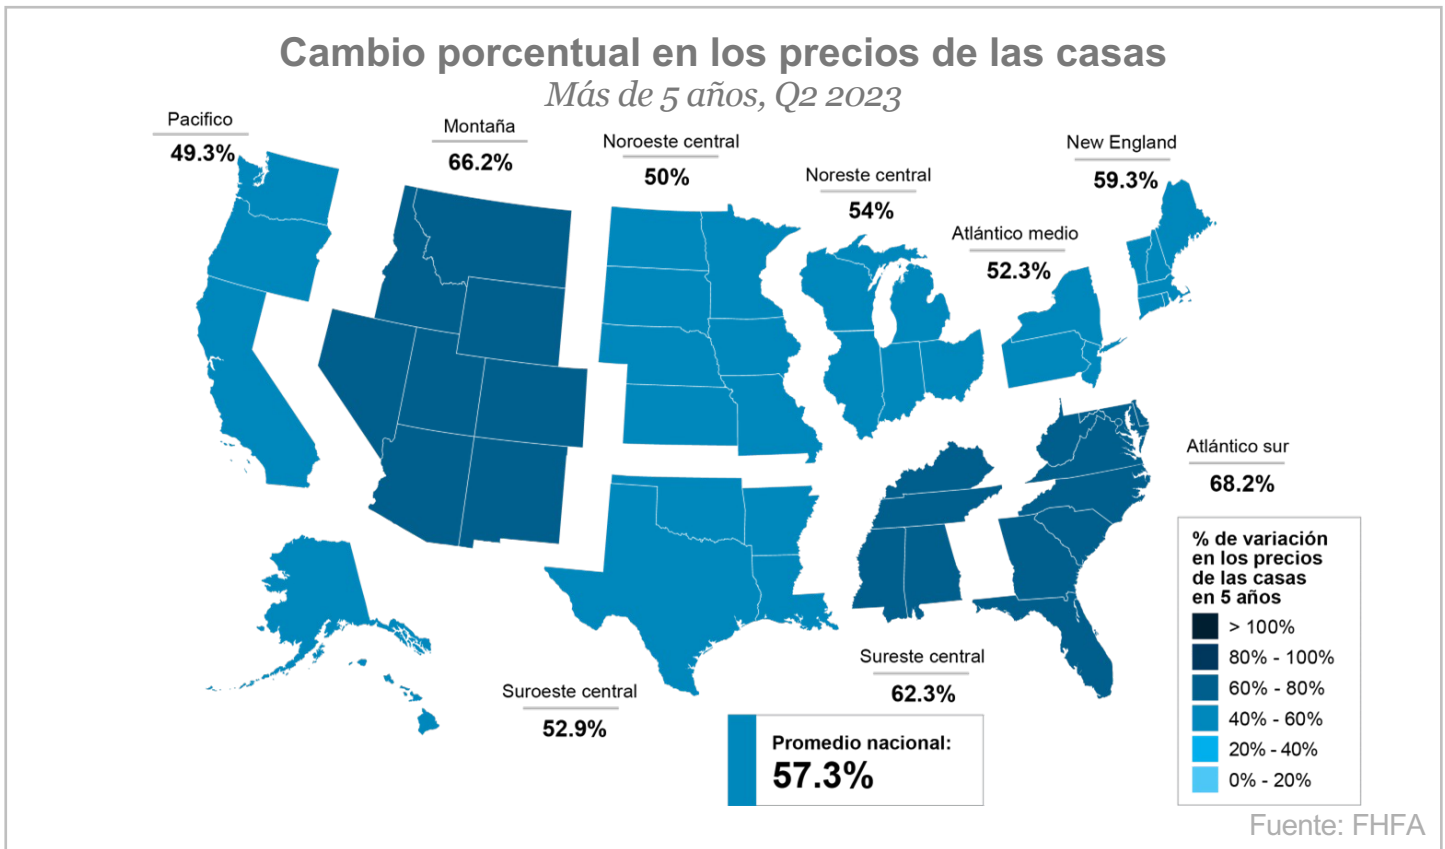 Cambio porcentual en los precios de las casas
Más de 5 años, Q2 2023
Pacifico
49.3%
Montaña
66.2%
Noroeste central
50%
Noreste central
54%
New England
59.3%
Atlántico medio
52.3%
Atlántico sur
68.2%
Sureste central
62.3%
Suroeste central
52.9%
Promedio nacional:
57.3%
% de variación
en los precios
de las casas
en 5 años
> 100%
80% - 100%
60% - 80%
40% - 60%
20% - 40%
0% - 20%
Fuente: FHFA